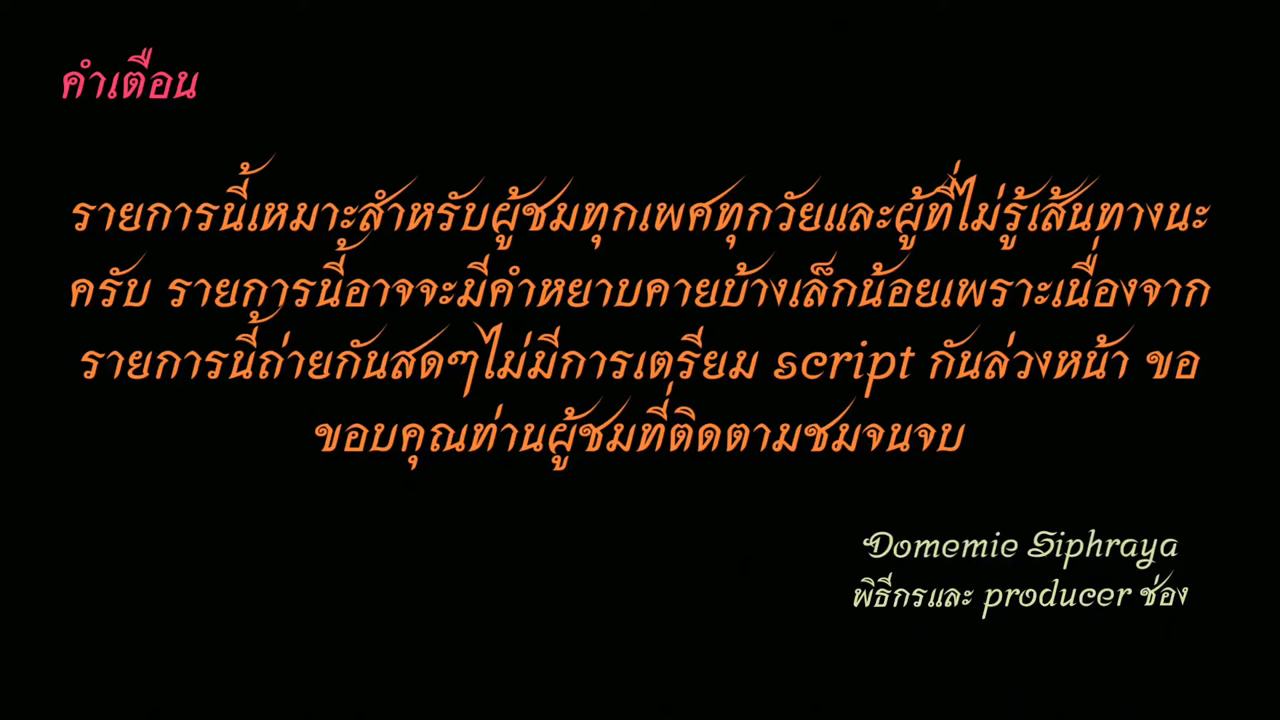 คำเตือน
รายการนี้เหมาะสำหรับผู้ชมทุกเพศทุกวัยและผู้ที่ไม่รู้เส้นทางนะ
ครับ รายการนี้อาจจะมีคำหยาบคายบ้างเล็กน้อยเพราะเนื่องจาก
รายการนี้ถ่ายกันสดๆไม่มีการเตรียม script กันล่วงหน้า ขอ
ขอบคุณท่านผู้ชมที่ติดตามชมจนจบ
Domemie Siphraya
พิธีกรและ producer ช่อง